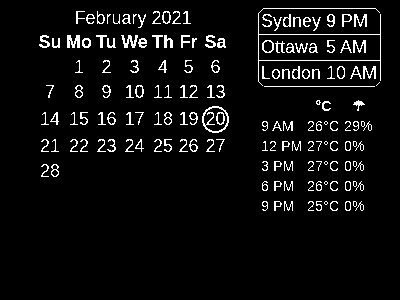 February 2021
Su Mo Tu We Th Fr Sa
1 2 3 4 5 6
7 8 9 10 11 12 13
14 15 16 17 18 19 20
21 22 23 24 25 26 27
28
Sydney 9 PM
Ottawa 5 AM
London 10 AM
°C ☂
9 AM 26°C 29%
12 PM 27°C 0%
3 PM 27°C 0%
6 PM 26°C 0%
9 PM 25°C 0%